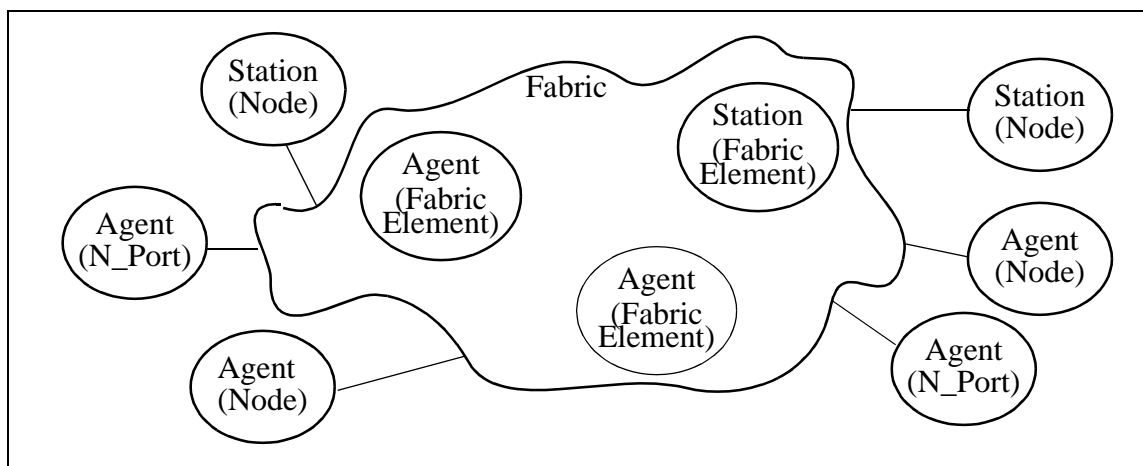 Station
(Node)
Fabric
Station
(Fabric
Element)
Station
(Node)
Agent
(Fabric
Element)
Agent
(N_Port)
Agent
(Node)
Agent
(Fabric
Element)
Agent
(Node)
Agent
(N_Port)